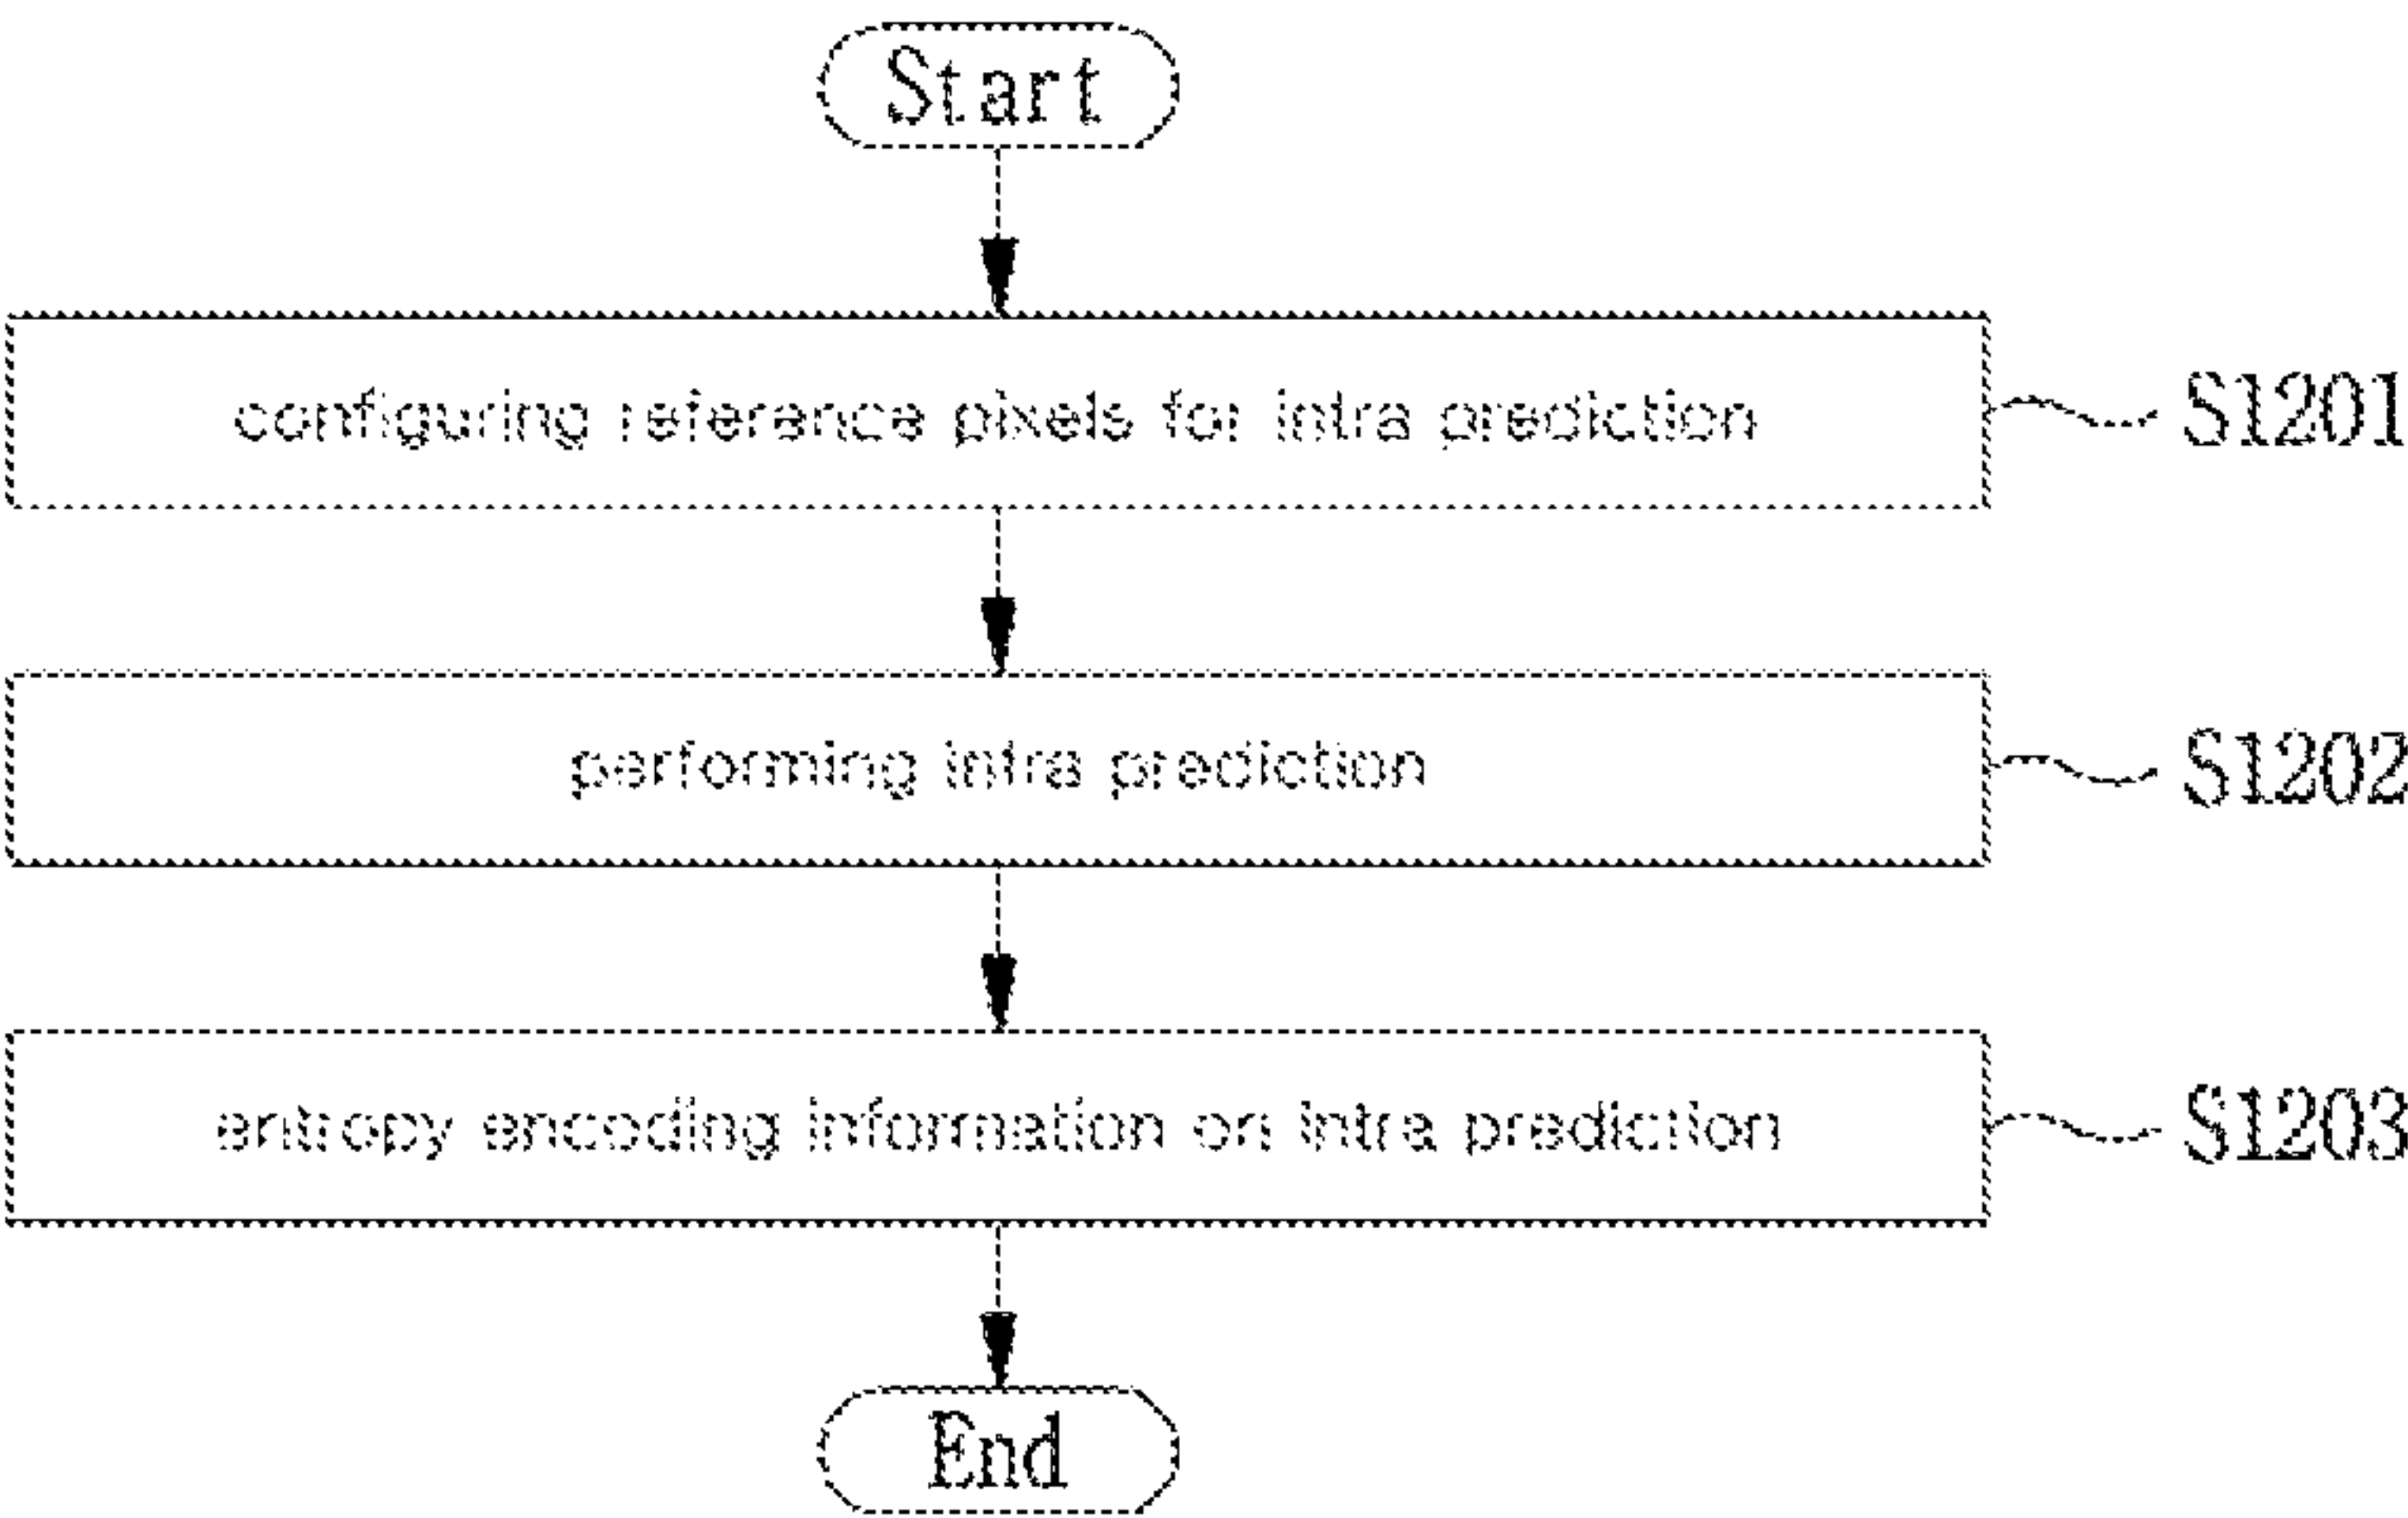 Start
configuring reference pixels for intra prediction
S1201
performing intra prediction
S1202
entropy encoding information on intra prediction
S1203
End